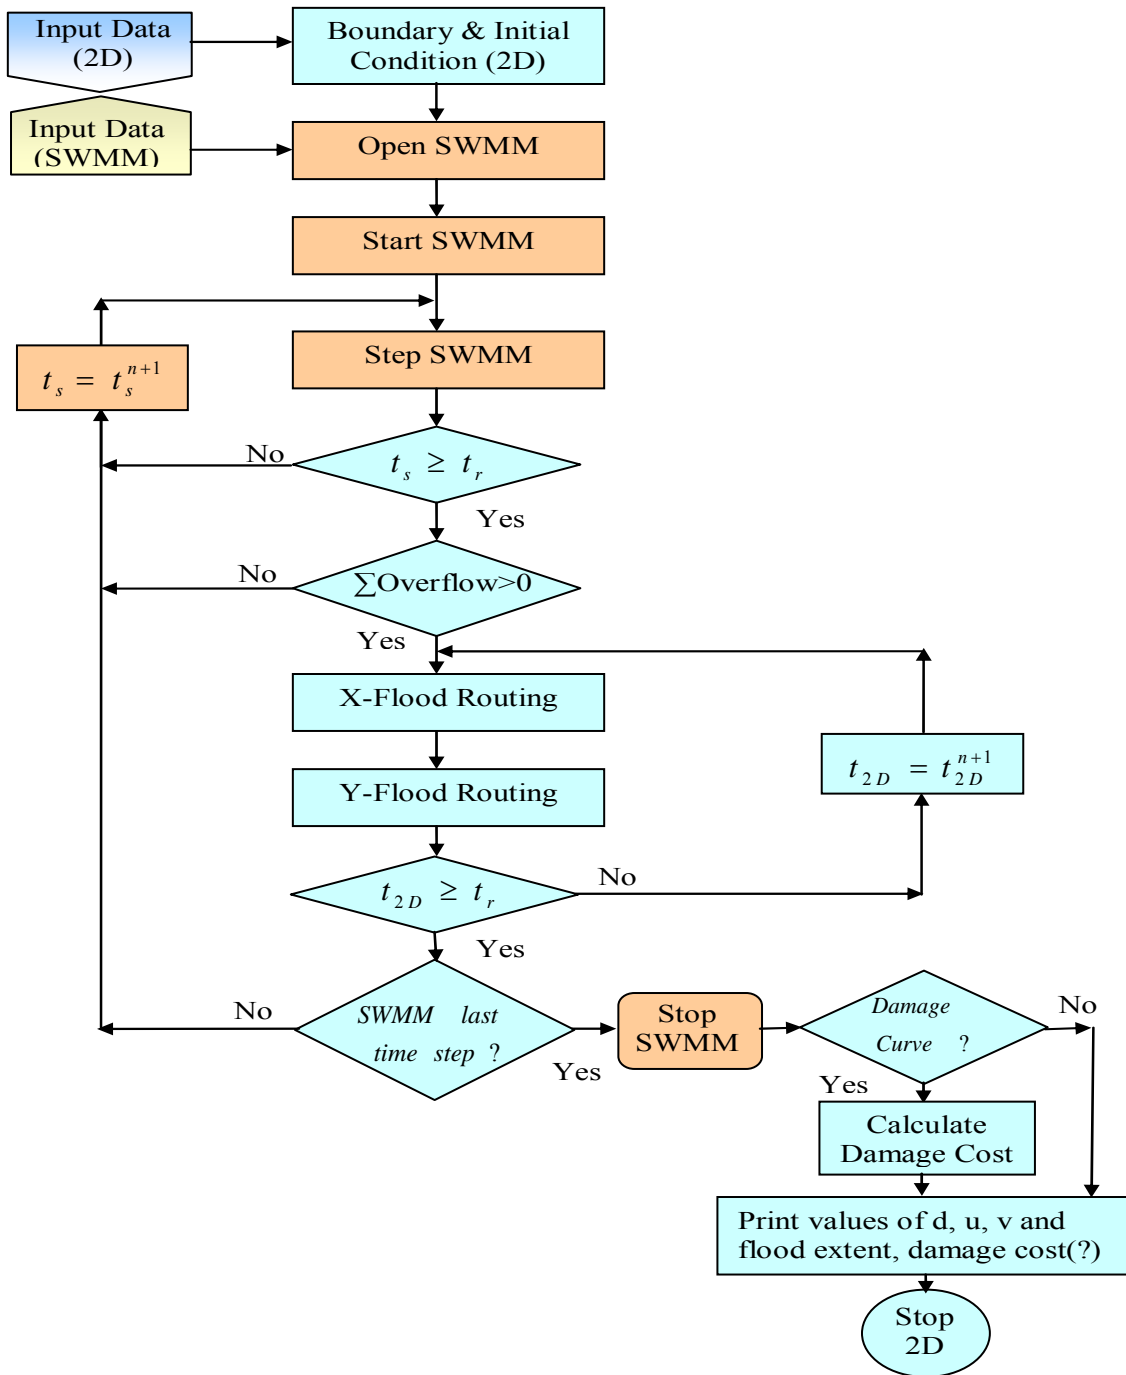 Input Data
(2D)
Boundary & Initial
Condition (2D)
Input Data
(SWMM)
Open SWMM
Start SWMM
Step SWMM
t_s = t_s^{n+1}
No
t_s ≥ t_r
Yes
No
∑Overflow>0
Yes
X-Flood Routing
t_{2D} = t_{2D}^{n+1}
Y-Flood Routing
No
t_{2D} ≥ t_r
Yes
No
SWMM last
time step ?
Yes
Stop
SWMM
Damage
Curve ?
No
Yes
Calculate
Damage Cost
Print values of d, u, v and
flood extent, damage cost(?)
Stop
2D